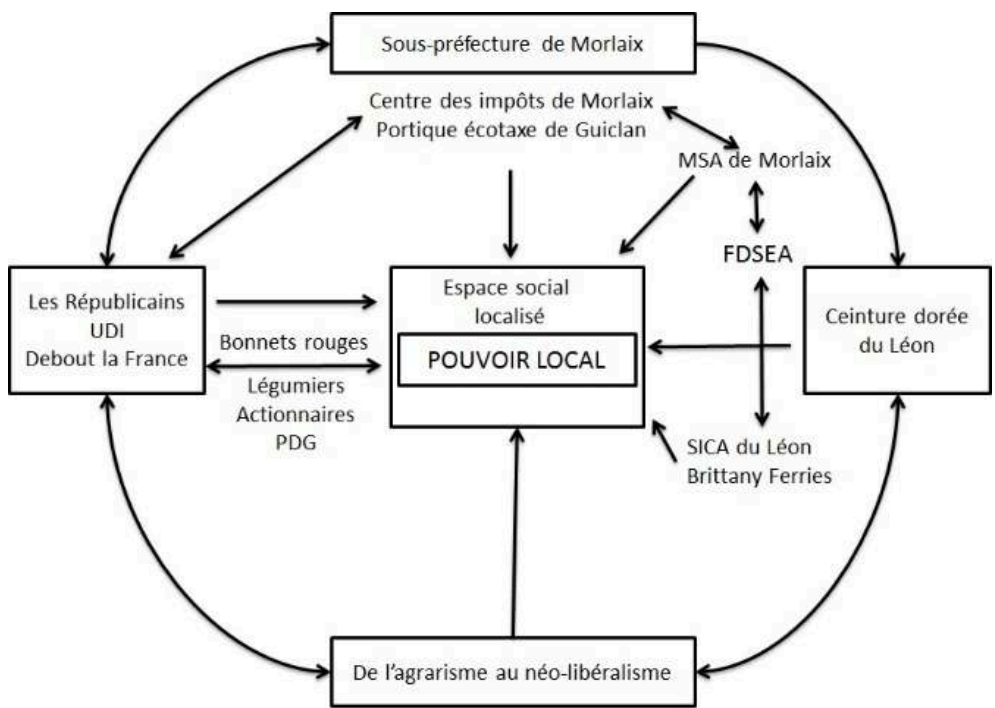 Sous-préfecture de Morlaix
Centre des impôts de Morlaix
Portique écotaxe de Guiclan
MSA de Morlaix
FDSEA
Les Républicains
UDI
Debout la France
Bonnets rouges
Légumiers
Actionnaires
PDG
Espace social
localisé
POUVOIR LOCAL
Ceinture dorée
du Léon
SICA du Léon
Brittany Ferries
De l'agrarisme au néo-libéralisme